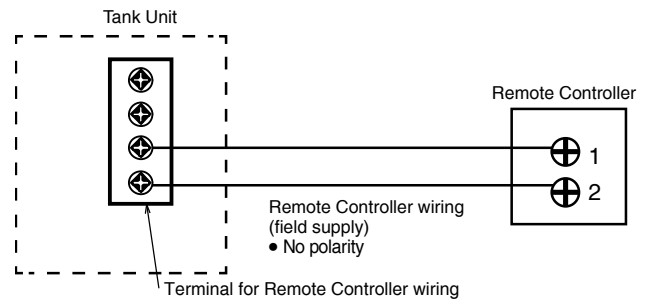 Tank Unit
Remote Controller
1
2
Remote Controller wiring
(field supply)
● No polarity
Terminal for Remote Controller wiring